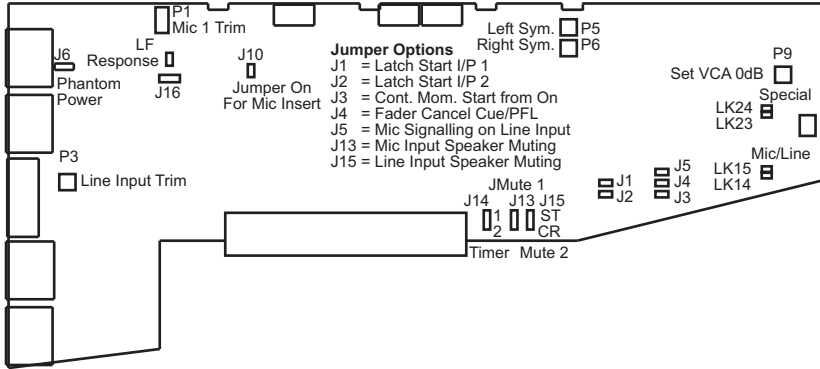 P1
Mic 1 Trim
J6
LF
Response
J16
Phantom
Power
J10
Jumper On
For Mic Insert
P3
Line Input Trim
Left Sym. P5
Right Sym. P6
Jumper Options
J1 = Latch Start I/P 1
J2 = Latch Start I/P 2
J3 = Cont. Mom. Start from On
J4 = Fader Cancel Cue/PFL
J5 = Mic Signalling on Line Input
J13 = Mic Input Speaker Muting
J15 = Line Input Speaker Muting
P9
Set VCA 0dB
Special
LK24
LK23
Mic/Line
LK15
LK14
J5
J1 J4
J2 J3
JMute 1
J14 J13 J15
1 ST
2 CR
Timer Mute 2